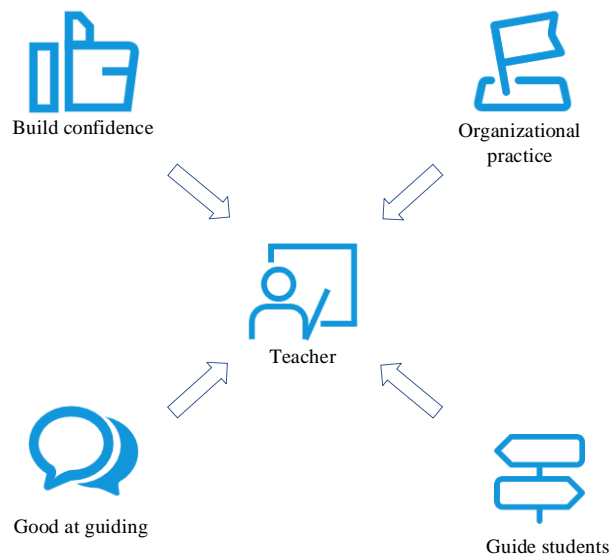 Build confidence
Organizational
practice
Teacher
Good at guiding
Guide students